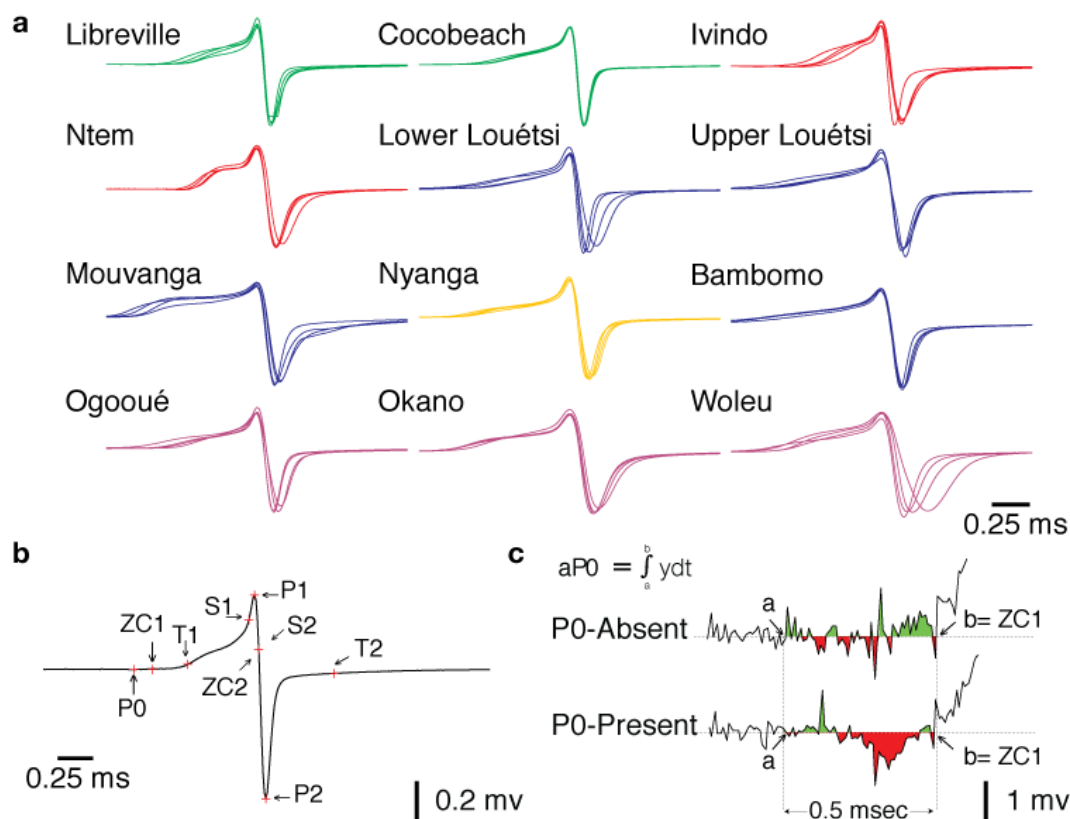 a
Libreville
Cocobeach
Ivindo
Ntem
Lower Louétsi
Upper Louétsi
Mouvanga
Nyanga
Bambomo
Ogooué
Okano
Woleu
0.25 ms
b
P1
S1
ZC1
T1
S2
T2
ZC2
P0
P2
0.25 ms
0.2 mv
c
aP0 = ∫ab ydt
a
P0-Absent
b= ZC1
P0-Present
a
b= ZC1
0.5 msec
1 mv